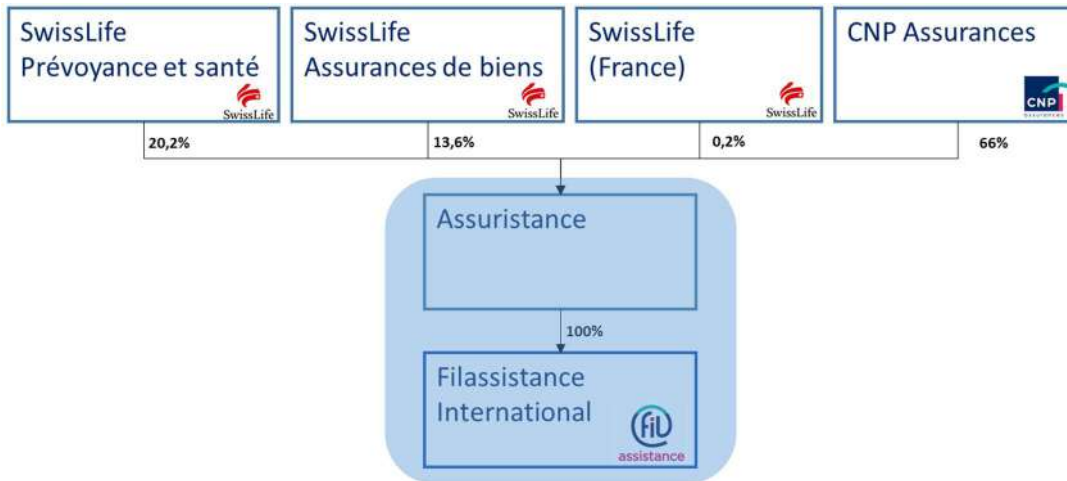 SwissLife
Prévoyance et santé
SwissLife
SwissLife
Assurances de biens
SwissLife
SwissLife
(France)
SwissLife
CNP Assurances
CNP
assurances
20,2%
13,6%
0,2%
66%
Assuristance
100%
Filassistance
International
fil
assistance